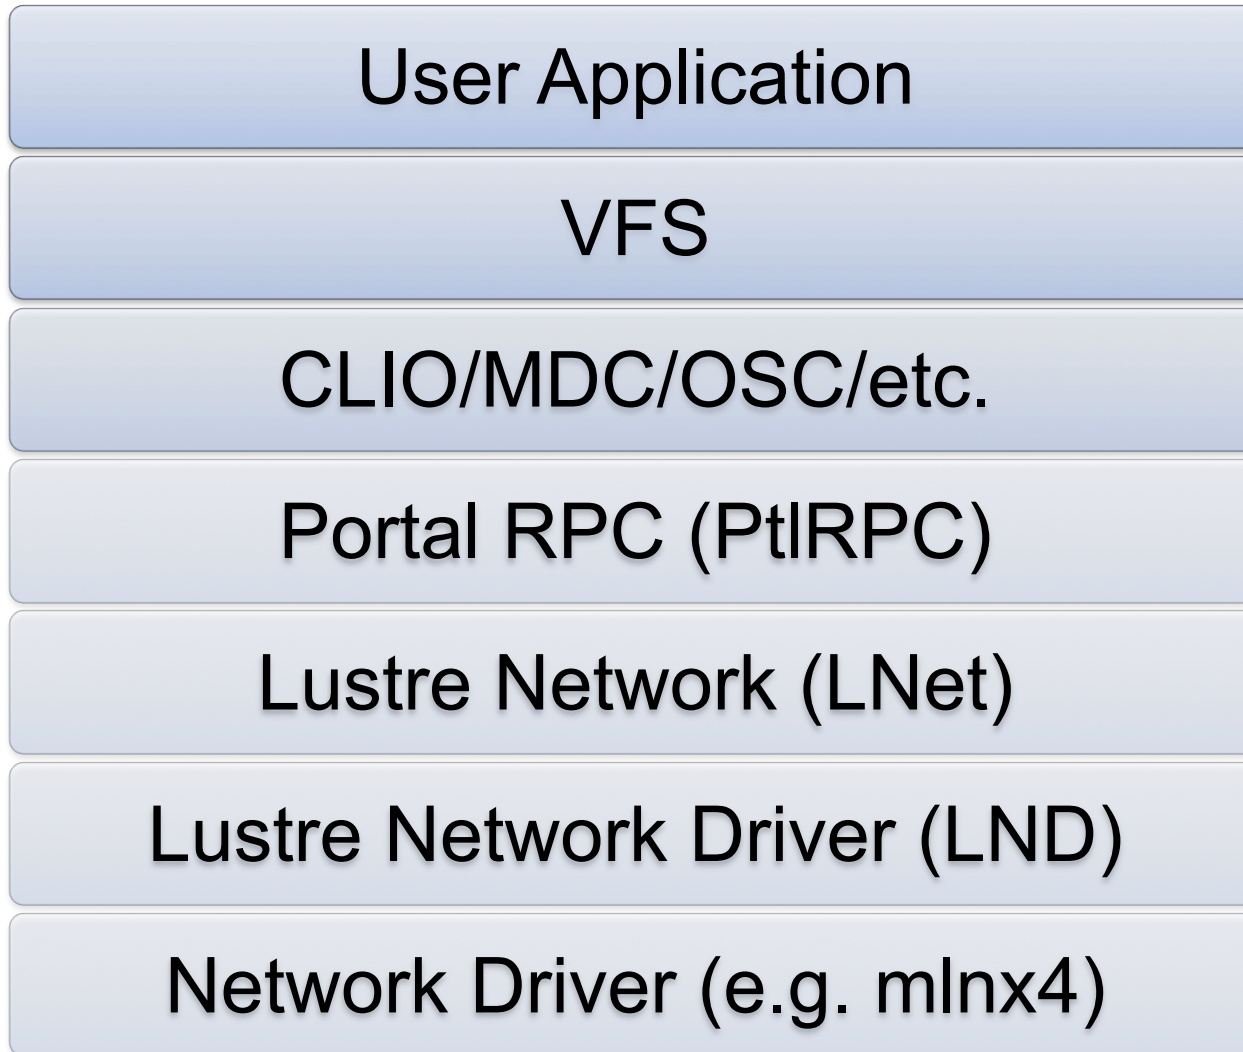 User Application
VFS
CLIO/MDC/OSC/etc.
Portal RPC (PtlRPC)
Lustre Network (LNet)
Lustre Network Driver (LND)
Network Driver (e.g. mlnx4)